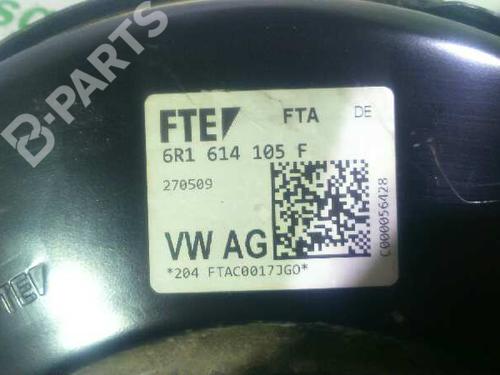 B-PARTS
FTE FTA DE
6R1 614 105 F
270509
C000056428
VW AG
*204 FTAC0017JGO*
FTE